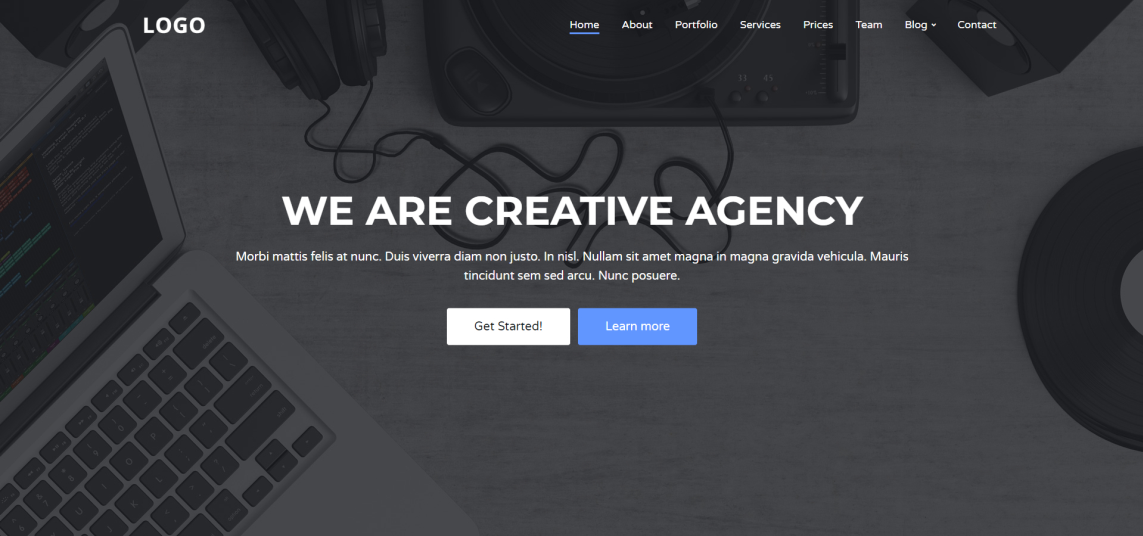 LOGO
Home About Portfolio Services Prices Team Blog Contact
33 45
WE ARE CREATIVE AGENCY
Morbi mattis felis at nunc. Duis viverra diam non justo. In nisl. Nullam sit amet magna in magna gravida vehicula. Mauris
tincidunt sem sed arcu. Nunc posuere.
Get Started! Learn more